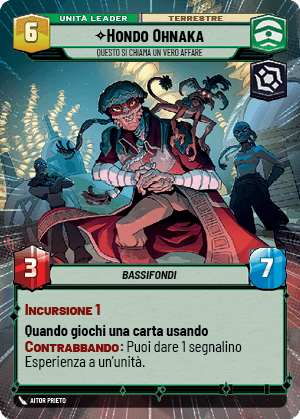 UNITÀ LEADER
TERRESTRE
6
Hondo Ohnaka
QUESTO SI CHIAMA UN VERO AFFARE
3
BASSIFONDI
7
INCURSIONE 1
Quando giochi una carta usando
CONTRABBANDO: Puoi dare 1 segnalino
Esperienza a un'unità.
AITOR PRIETO